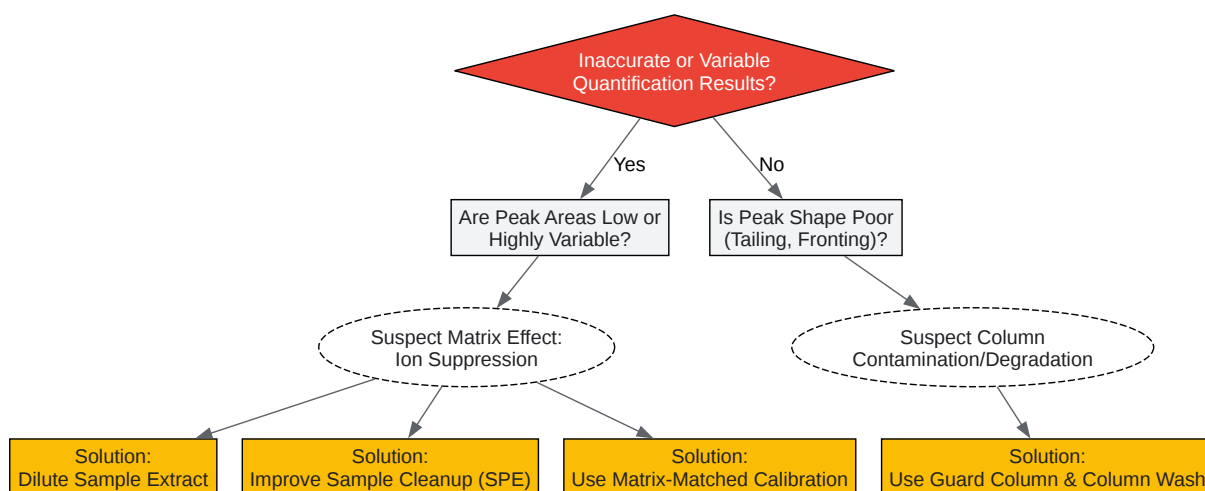 Inaccurate or Variable
Quantification Results?
Yes
No
Are Peak Areas Low or
Highly Variable?
Is Peak Shape Poor
(Tailing, Fronting)?
Suspect Matrix Effect:
Ion Suppression
Suspect Column
Contamination/Degradation
Solution:
Dilute Sample Extract
Solution:
Improve Sample Cleanup (SPE)
Solution:
Use Matrix-Matched Calibration
Solution:
Use Guard Column & Column Wash